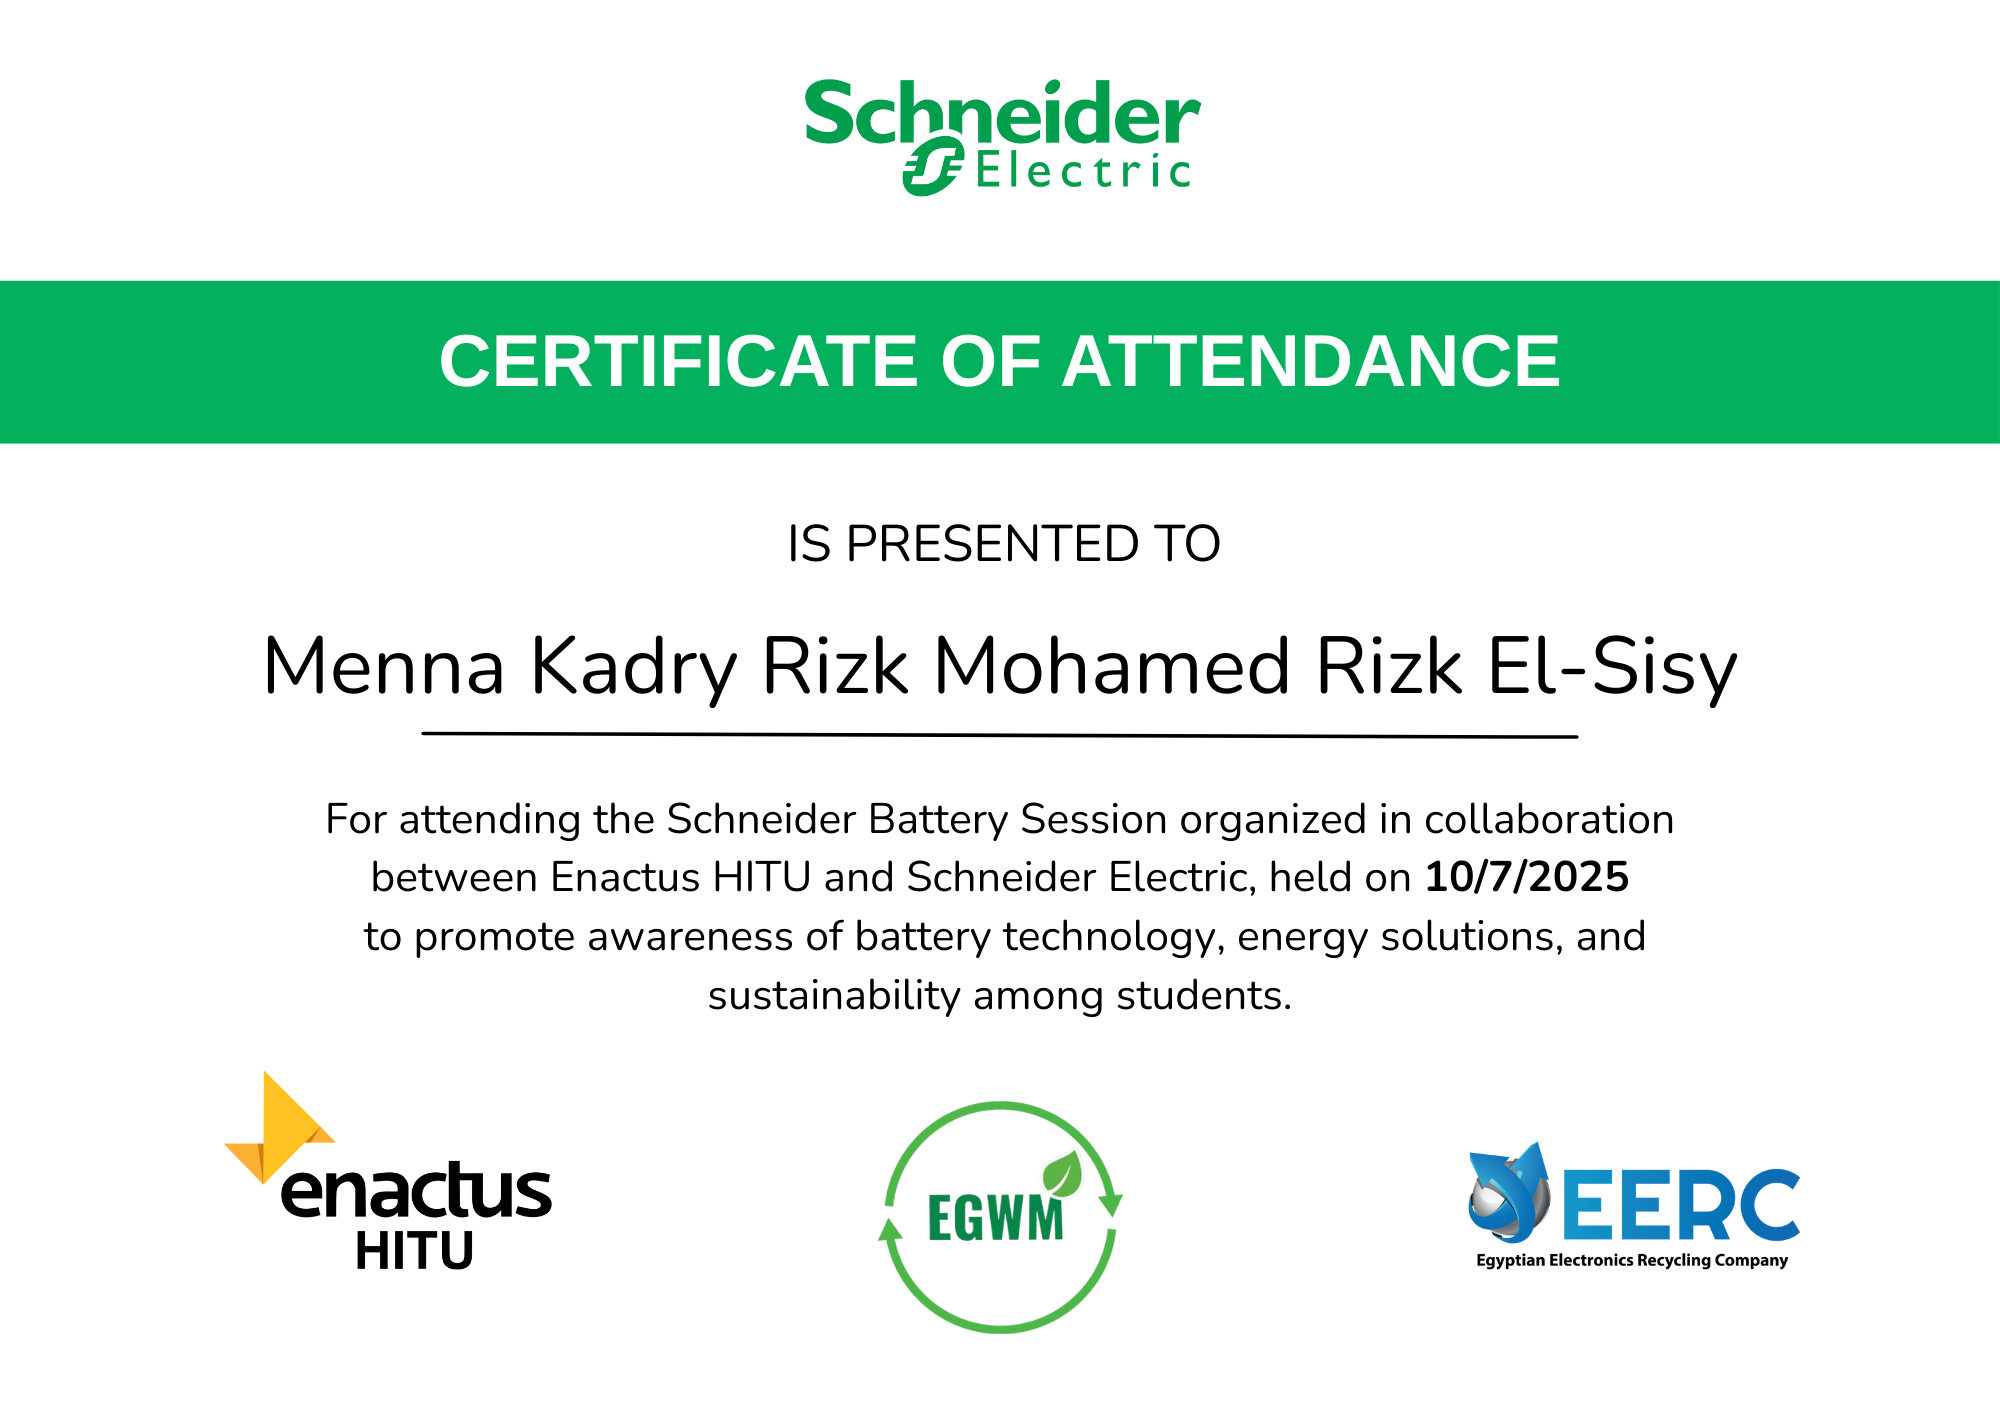 Schneider
Electric
CERTIFICATE OF ATTENDANCE
IS PRESENTED TO
Menna Kadry Rizk Mohamed Rizk El-Sisy
For attending the Schneider Battery Session organized in collaboration
between Enactus HITU and Schneider Electric, held on 10/7/2025
to promote awareness of battery technology, energy solutions, and
sustainability among students.
enactus
HITU
EGWM
EERC
Egyptian Electronics Recycling Company